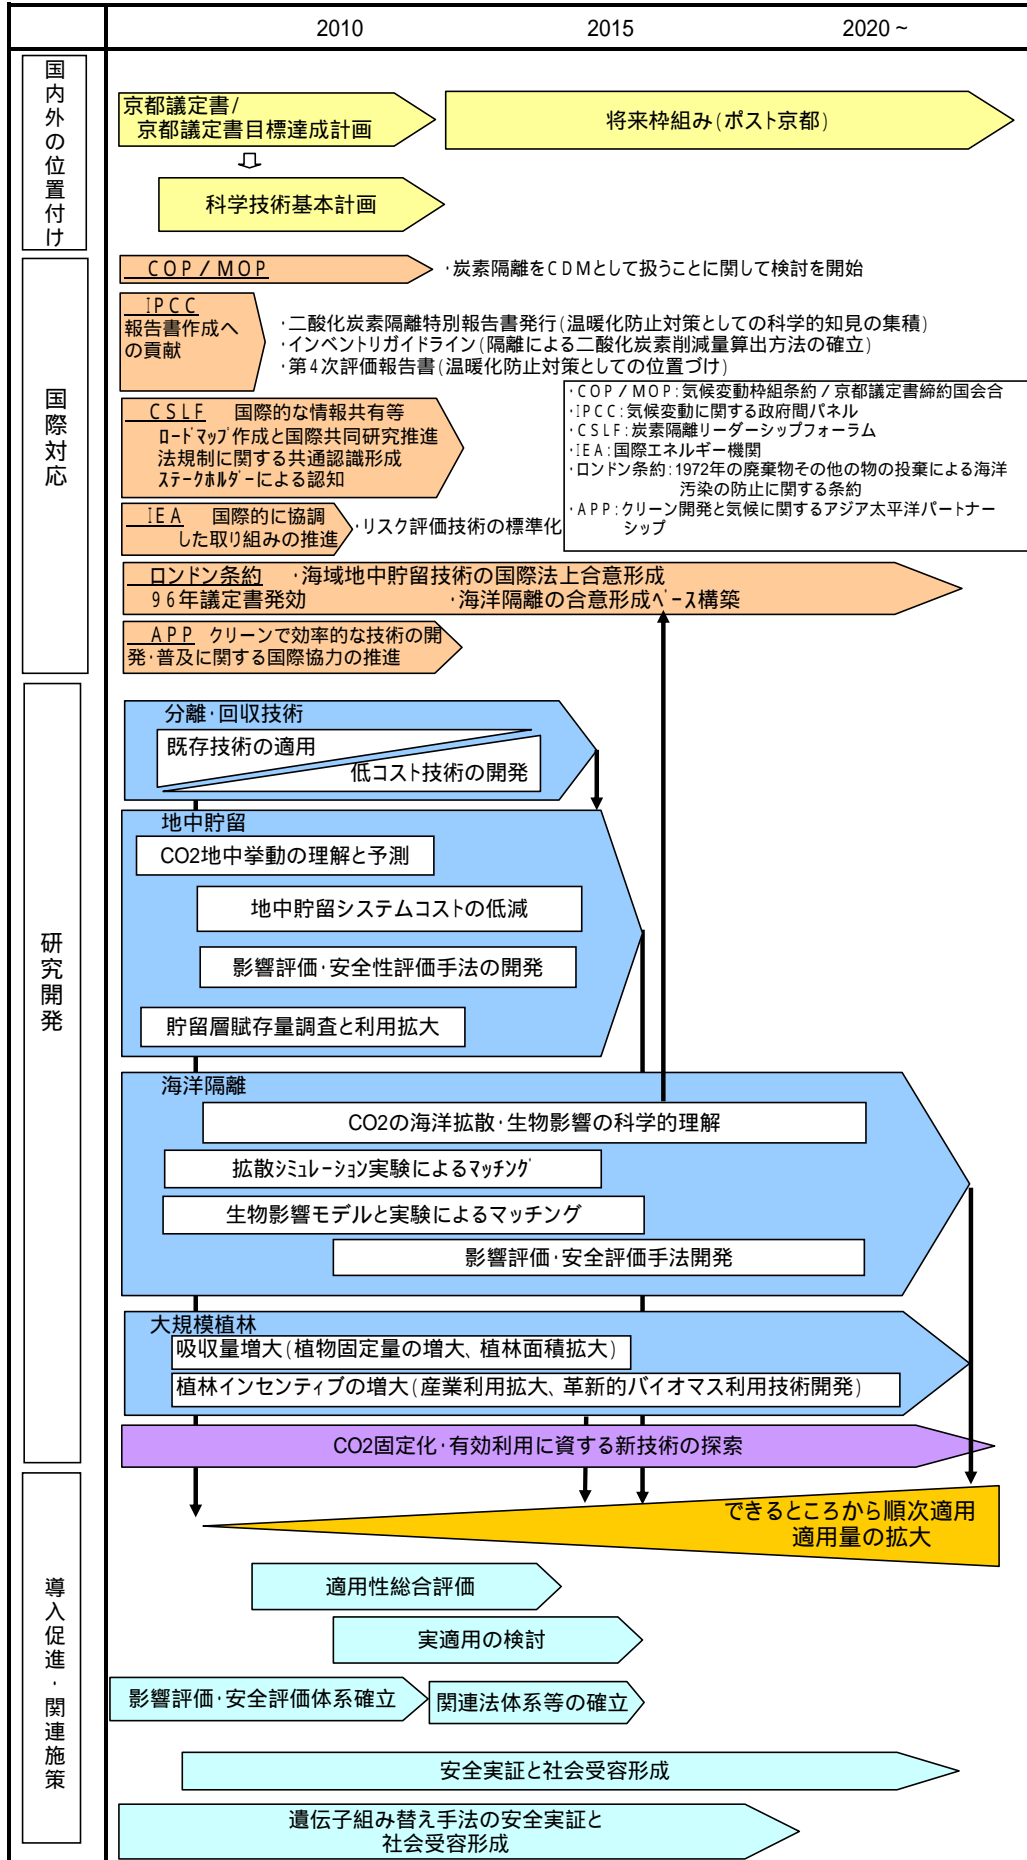 2010 2015 2020～
国内外の位置付け
京都議定書/
京都議定書目標達成計画
将来枠組み(ポスト京都)
科学技術基本計画
国際対応
COP/MOP
・炭素隔離をCDMとして扱うことに関して検討を開始
IPCC
報告書作成へ
の貢献
・二酸化炭素隔離特別報告書発行(温暖化防止対策としての科学的知見の集積)
・インベントリガイドライン(隔離による二酸化炭素削減量算出方法の確立)
・第4次評価報告書(温暖化防止対策としての位置づけ)
・COP/MOP:気候変動枠組条約/京都議定書締約国会合
・IPCC:気候変動に関する政府間パネル
・CSLF:炭素隔離リーダーシップフォーラム
・IEA:国際エネルギー機関
・ロンドン条約:1972年の廃棄物その他の物の投棄による海洋
汚染の防止に関する条約
・APP:クリーン開発と気候に関するアジア太平洋パートナー
シップ
CSLF 国際的な情報共有等
ロードマップ作成と国際共同研究推進
法規制に関する共通認識形成
ステークホルダーによる認知
IEA 国際的に協調
した取り組みの推進
・リスク評価技術の標準化
ロンドン条約 ・海域地中貯留技術の国際法上合意形成
96年議定書発効 ・海洋隔離の合意形成ベース構築
APP クリーンで効率的な技術の開
発・普及に関する国際協力の推進
研究開発
分離・回収技術
既存技術の適用
低コスト技術の開発
地中貯留
CO2地中挙動の理解と予測
地中貯留システムコストの低減
影響評価・安全性評価手法の開発
貯留層賦存量調査と利用拡大
海洋隔離
CO2の海洋拡散・生物影響の科学的理解
拡散シミュレーション実験によるマッチング
生物影響モデルと実験によるマッチング
影響評価・安全評価手法開発
大規模植林
吸収量増大(植物固定量の増大、植林面積拡大)
植林インセンティブの増大(産業利用拡大、革新的バイオマス利用技術開発)
CO2固定化・有効利用に資する新技術の探索
導入促進・関連施策
できるところから順次適用
適用量の拡大
適用性総合評価
実適用の検討
影響評価・安全評価体系確立
関連法体系等の確立
安全実証と社会受容形成
遺伝子組み替え手法の安全実証と
社会受容形成